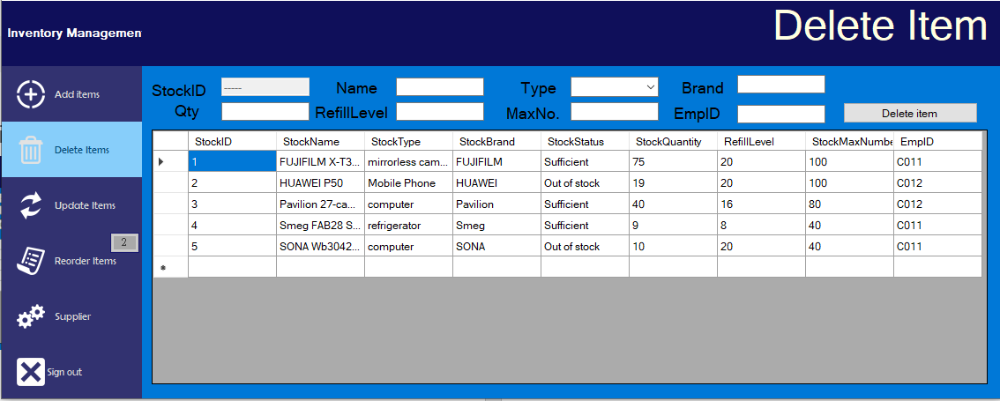 Inventory Managemen
Delete Item
Add items
Delete Items
Update Items
2
Reorder Items
Supplier
Sign out
StockID ----- Name Type Brand
Qty RefillLevel MaxNo. EmpID Delete item
StockID StockName StockType StockBrand StockStatus StockQuantity RefillLevel StockMaxNumbe EmpID
1 FUJIFILM X-T3... mirrorless cam... FUJIFILM Sufficient 75 20 100 C011
2 HUAWEI P50 Mobile Phone HUAWEI Out of stock 19 20 100 C012
3 Pavilion 27-ca... computer Pavilion Sufficient 40 16 80 C012
4 Smeg FAB28 S... refrigerator Smeg Sufficient 9 8 40 C011
5 SONA Wb3042... computer SONA Out of stock 10 20 40 C011